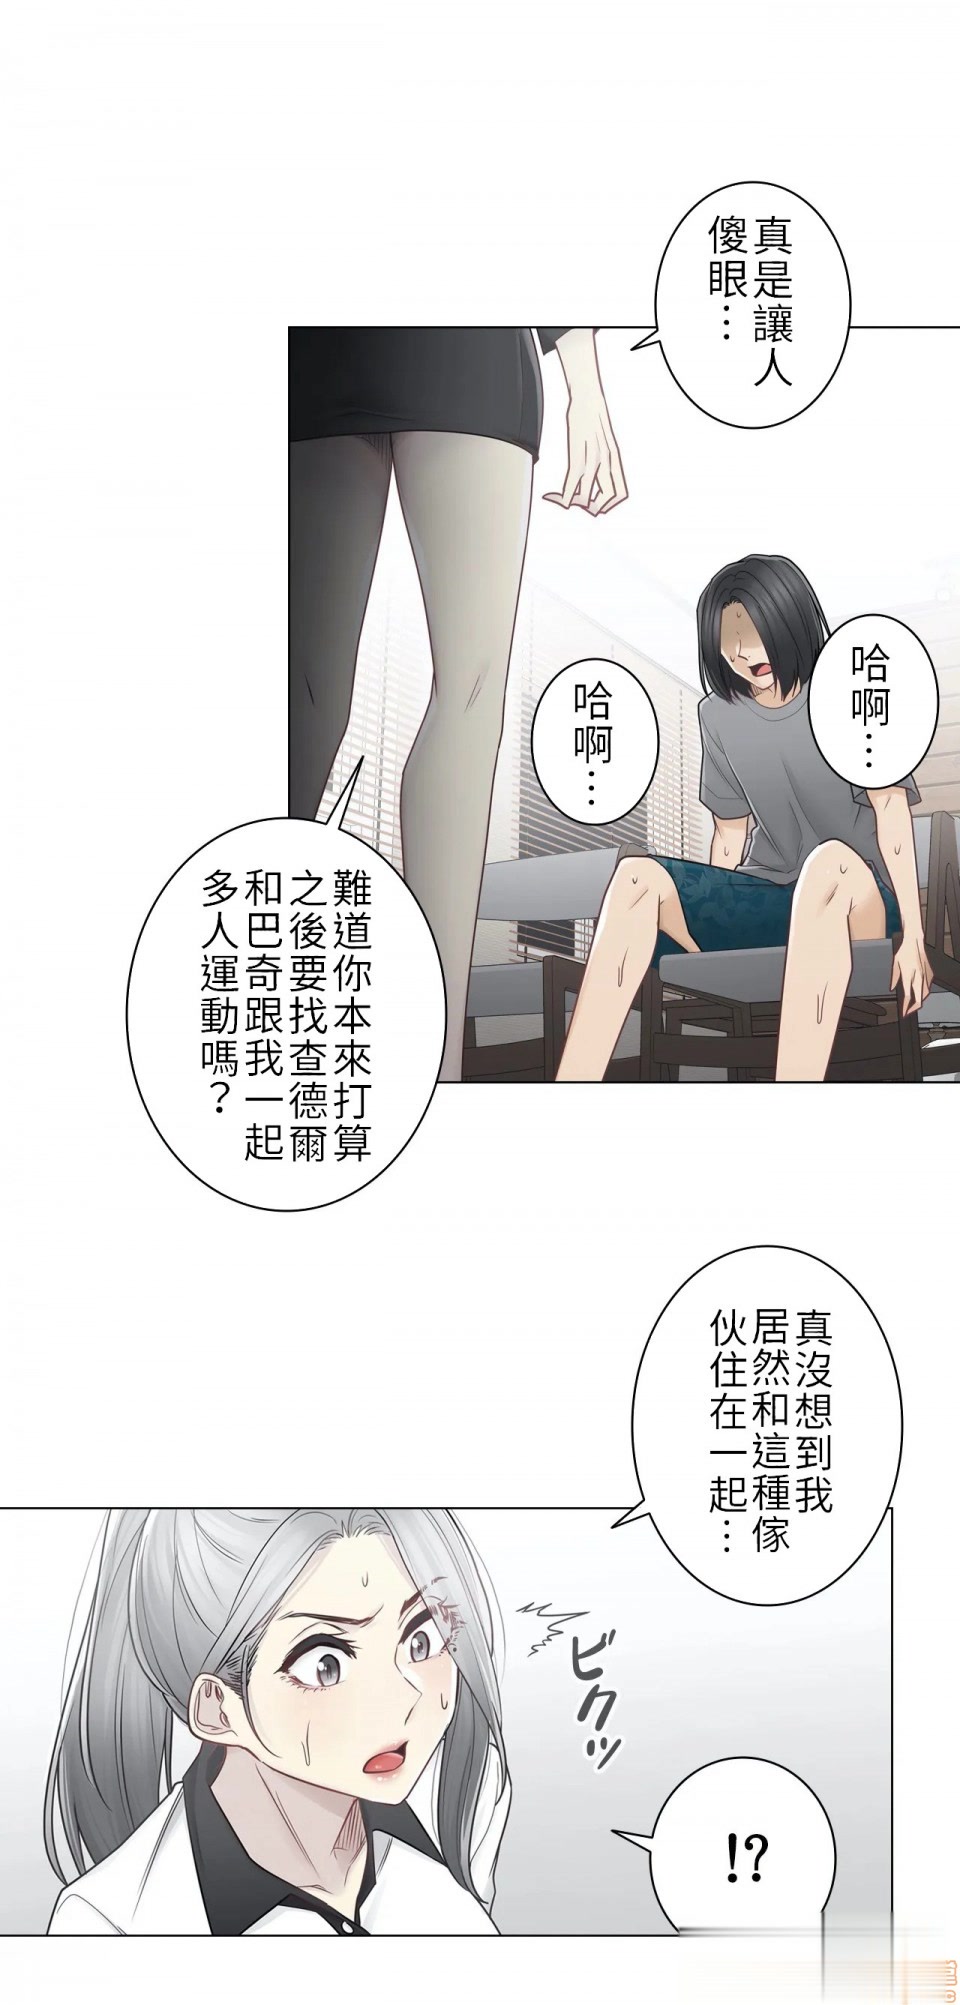 真是讓人
傻眼…
哈啊…
哈啊…
難道你本來打算
之後要找查德爾
和巴奇跟我一起
多人運動嗎？
真沒想到我
居然和這種傢
伙住在一起…
ビクッ
!?